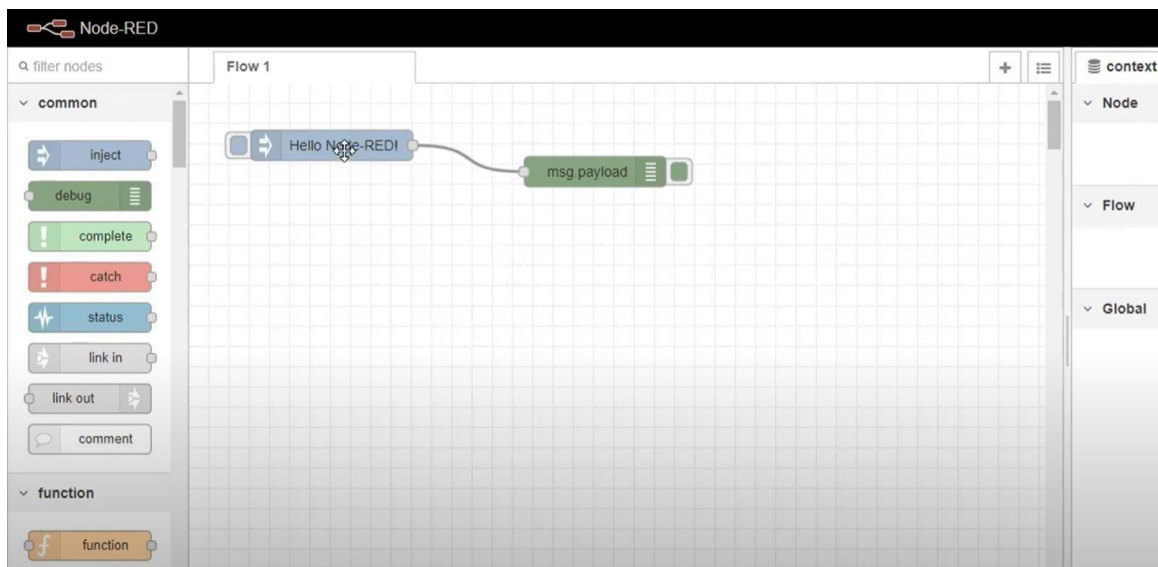 Node-RED
filter nodes
common
inject
debug
complete
catch
status
link in
link out
comment
function
function
Flow 1
Hello Node-RED!
msg.payload
context
Node
Flow
Global